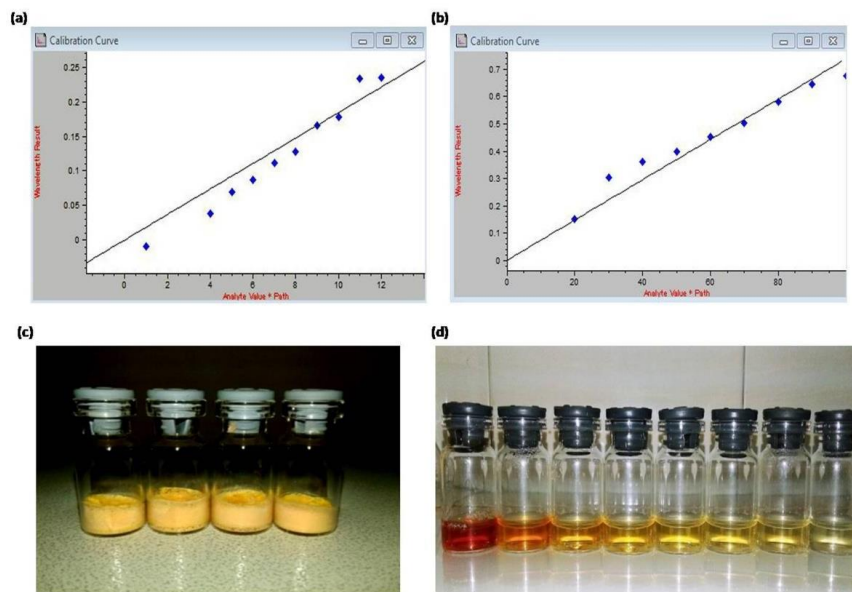 (a)
Calibration Curve
0.25
0.2
0.15
0.1
0.05
0
Wavelength Result
0 2 4 6 8 10 12
Analyte Value * Path
(b)
Calibration Curve
0.7
0.6
0.5
0.4
0.3
0.2
0.1
0
Wavelength Result
0 20 40 60 80
Analyte Value * Path
(c)
(d)